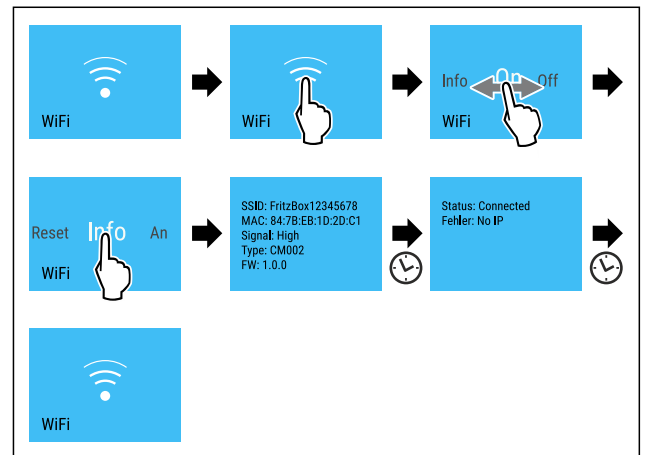 WiFi
WiFi
Info On Off
WiFi
Reset Info An
WiFi
SSID: FritzBox12345678
MAC: 84:7B:EB:1D:2D:C1
Signal: High
Type: CM002
FW: 1.0.0
Status: Connected
Fehler: No IP
WiFi